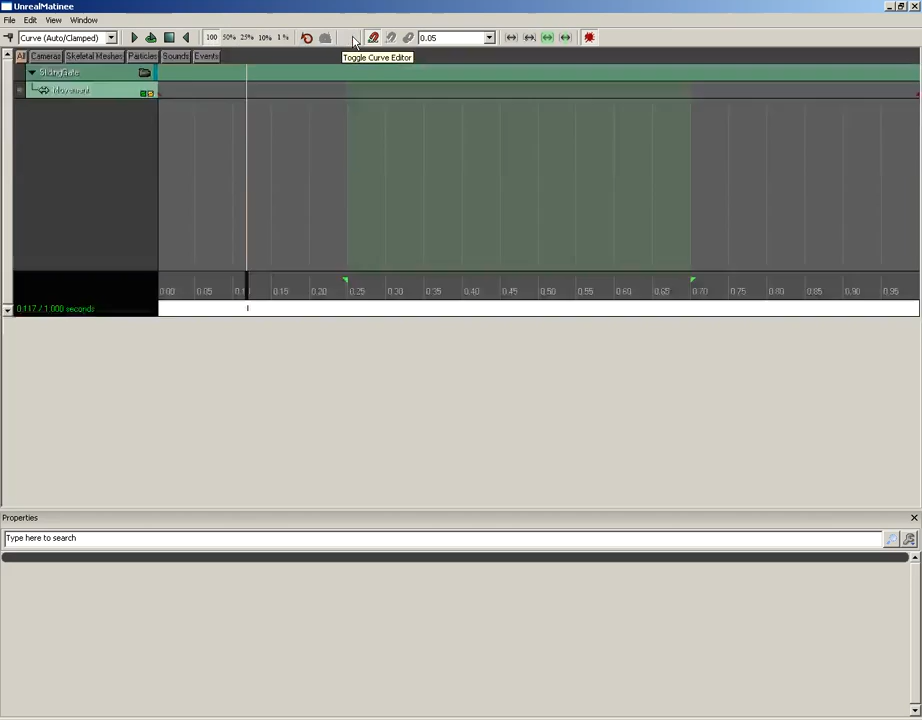 UnrealMatinee
File Edit View Window
Curve (Auto/Clamped) 100 50% 25% 10% 1% 0.05
Toggle Curve Editor
All Cameras Skeletal Meshes Particles Sounds Events
SlidingGate
Movement
0.00 0.05 0.1 0.15 0.20 0.25 0.30 0.35 0.40 0.45 0.50 0.55 0.60 0.65 0.70 0.75 0.80 0.85 0.90 0.95
0.117 / 1.000 seconds
Properties
Type here to search